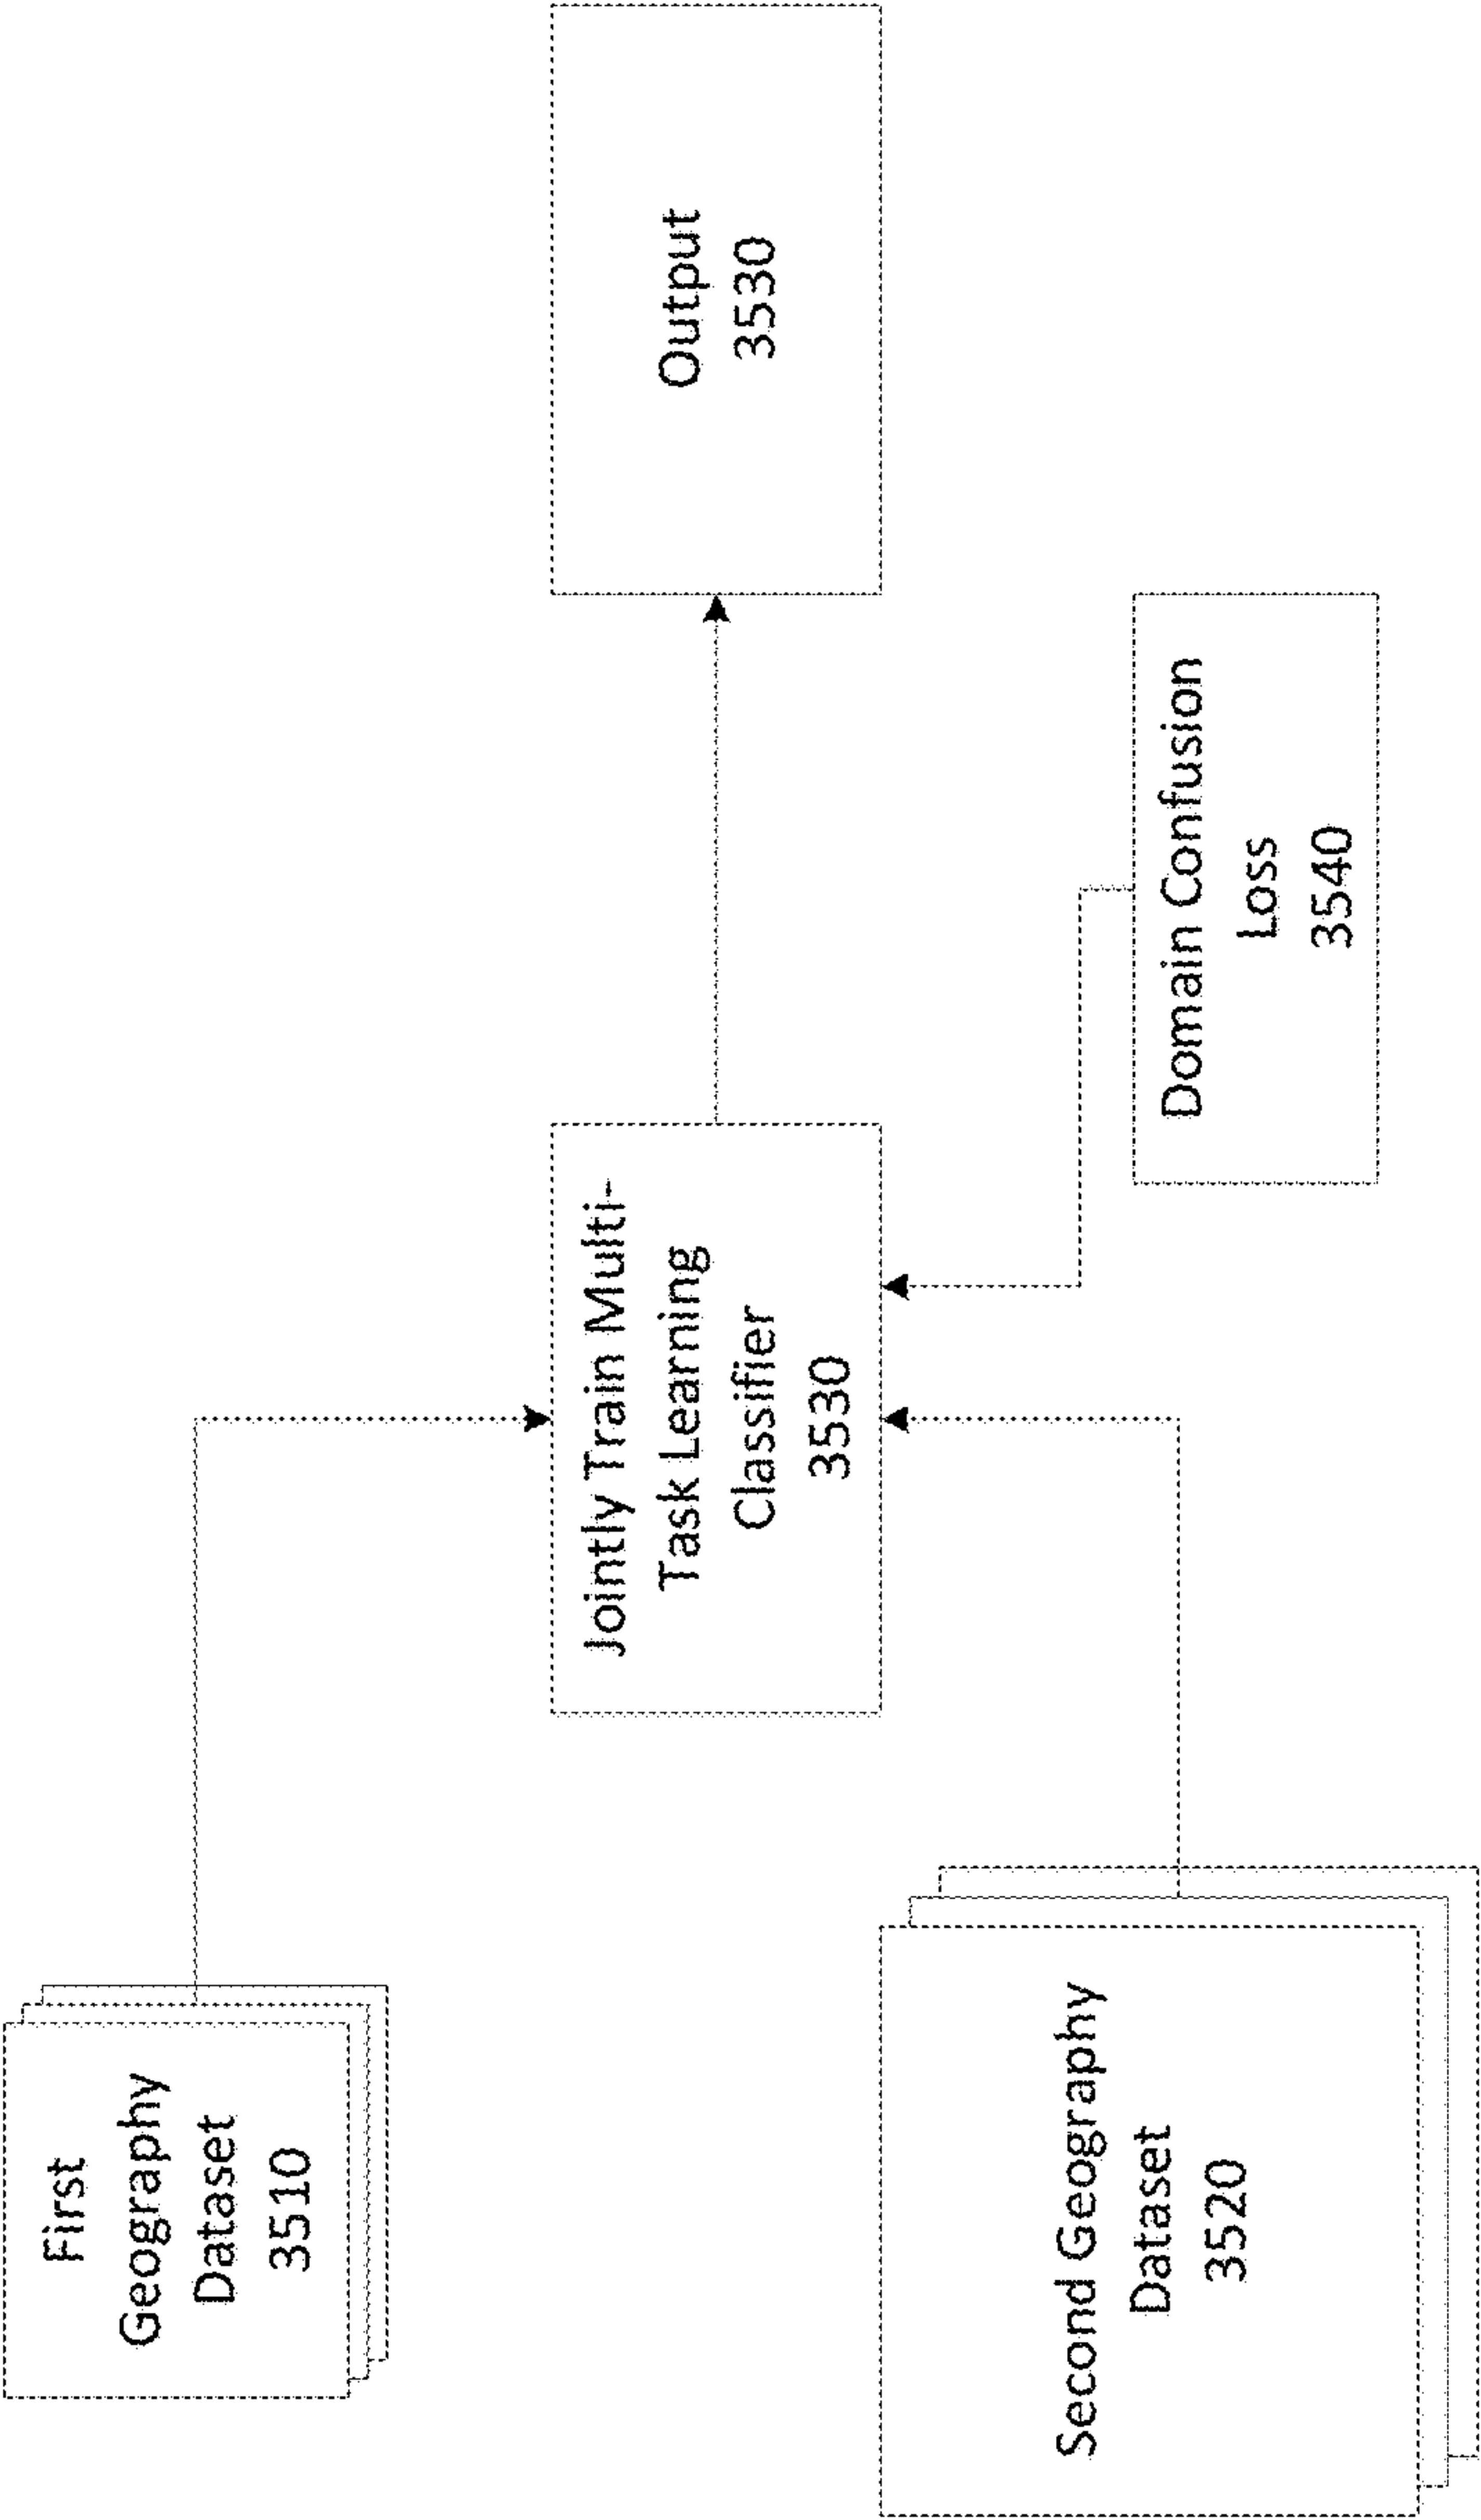 First
Geography
Dataset
3510
Second Geography
Dataset
3520
Jointly Train Multi-
Task Learning
Classifier
3530
Domain Confusion
Loss
3540
Output
3530